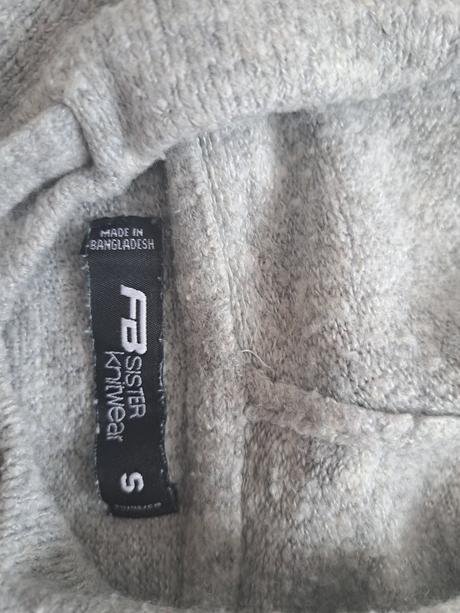 MADE IN
BANGLADESH
FB
SISTER
knitwear
S